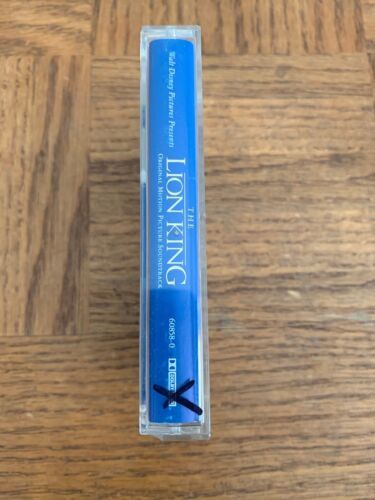 Walt Disney Pictures Presents
THE
LION KING
ORIGINAL MOTION PICTURE SOUNDTRACK
60858-0